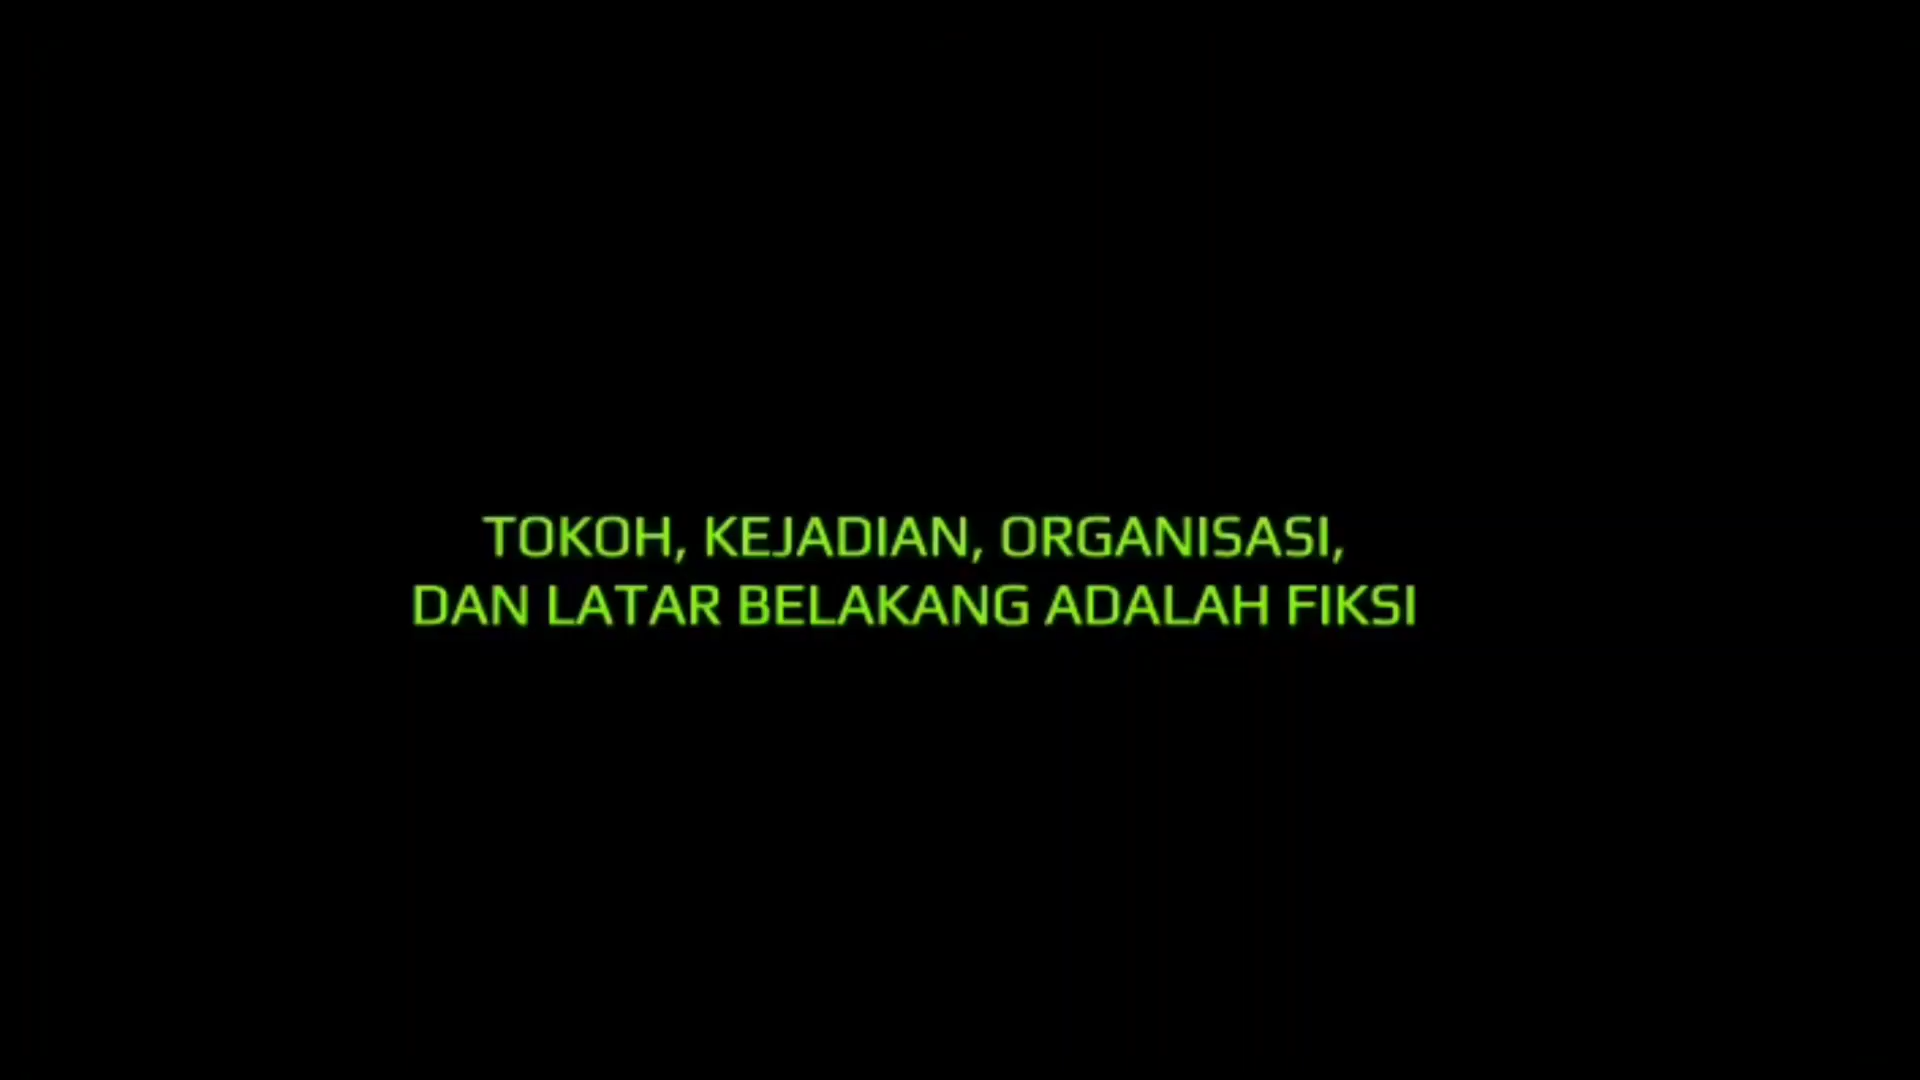 TOKOH, KEJADIAN, ORGANISASI,
DAN LATAR BELAKANG ADALAH FIKSI